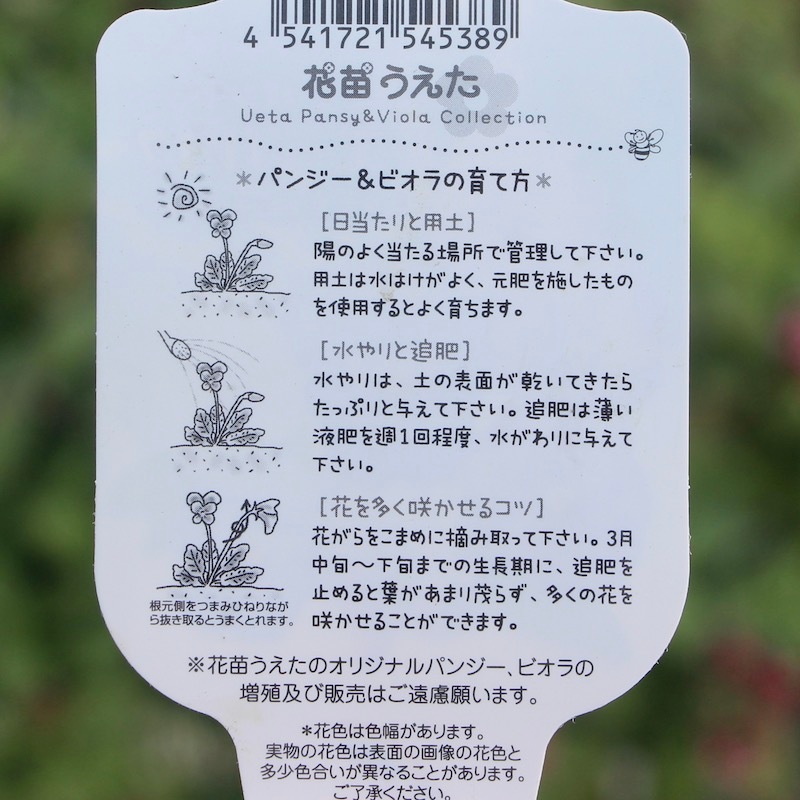 4 541721 545389
花苗うえた
Ueta Pansy&Viola Collection
*パンジー&ビオラの育て方*
[日当たりと用土]
陽のよく当たる場所で管理して下さい。
用土は水はけがよく、元肥を施したもの
を使用するとよく育ちます。
[水やりと追肥]
水やりは、土の表面が乾いてきたら
たっぷりと与えて下さい。追肥は薄い
液肥を週1回程度、水がわりに与えて
下さい。
[花を多く咲かせるコツ]
花がらをこまめに摘み取って下さい。3月
中旬〜下旬までの生長期に、追肥を
止めると葉があまり茂らず、多くの花を
咲かせることができます。
根元側をつまみひねりなが
ら抜き取るとうまくとれます。
※花苗うえたのオリジナルパンジー、ビオラの
増殖及び販売はご遠慮願います。
*花色は色幅があります。
実物の花色は表面の画像の花色と
多少色合いが異なることがあります。
ご了承ください。